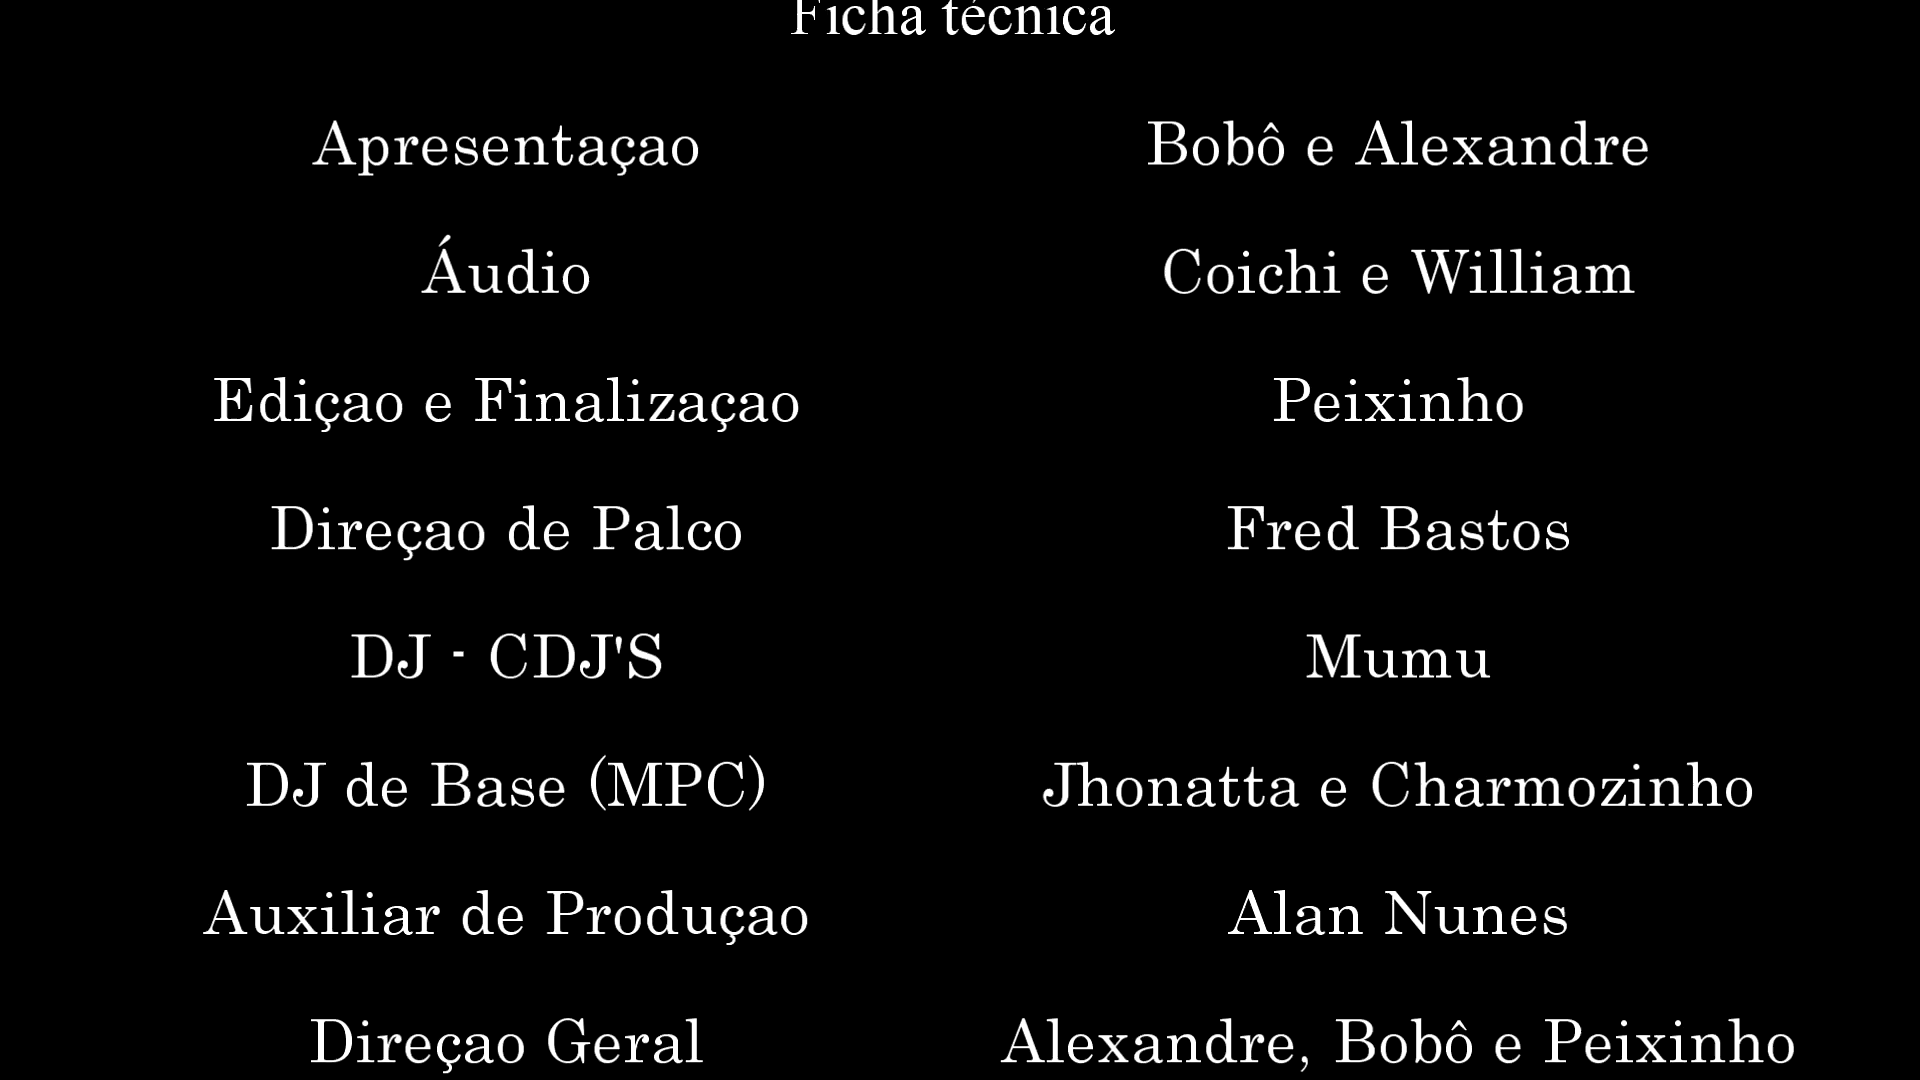 Ficha técnica
Apresentaçao Bobô e Alexandre
Áudio Coichi e William
Ediçao e Finalizaçao Peixinho
Direçao de Palco Fred Bastos
DJ - CDJ'S Mumu
DJ de Base (MPC) Jhonatta e Charmozinho
Auxiliar de Produçao Alan Nunes
Direçao Geral Alexandre, Bobô e Peixinho